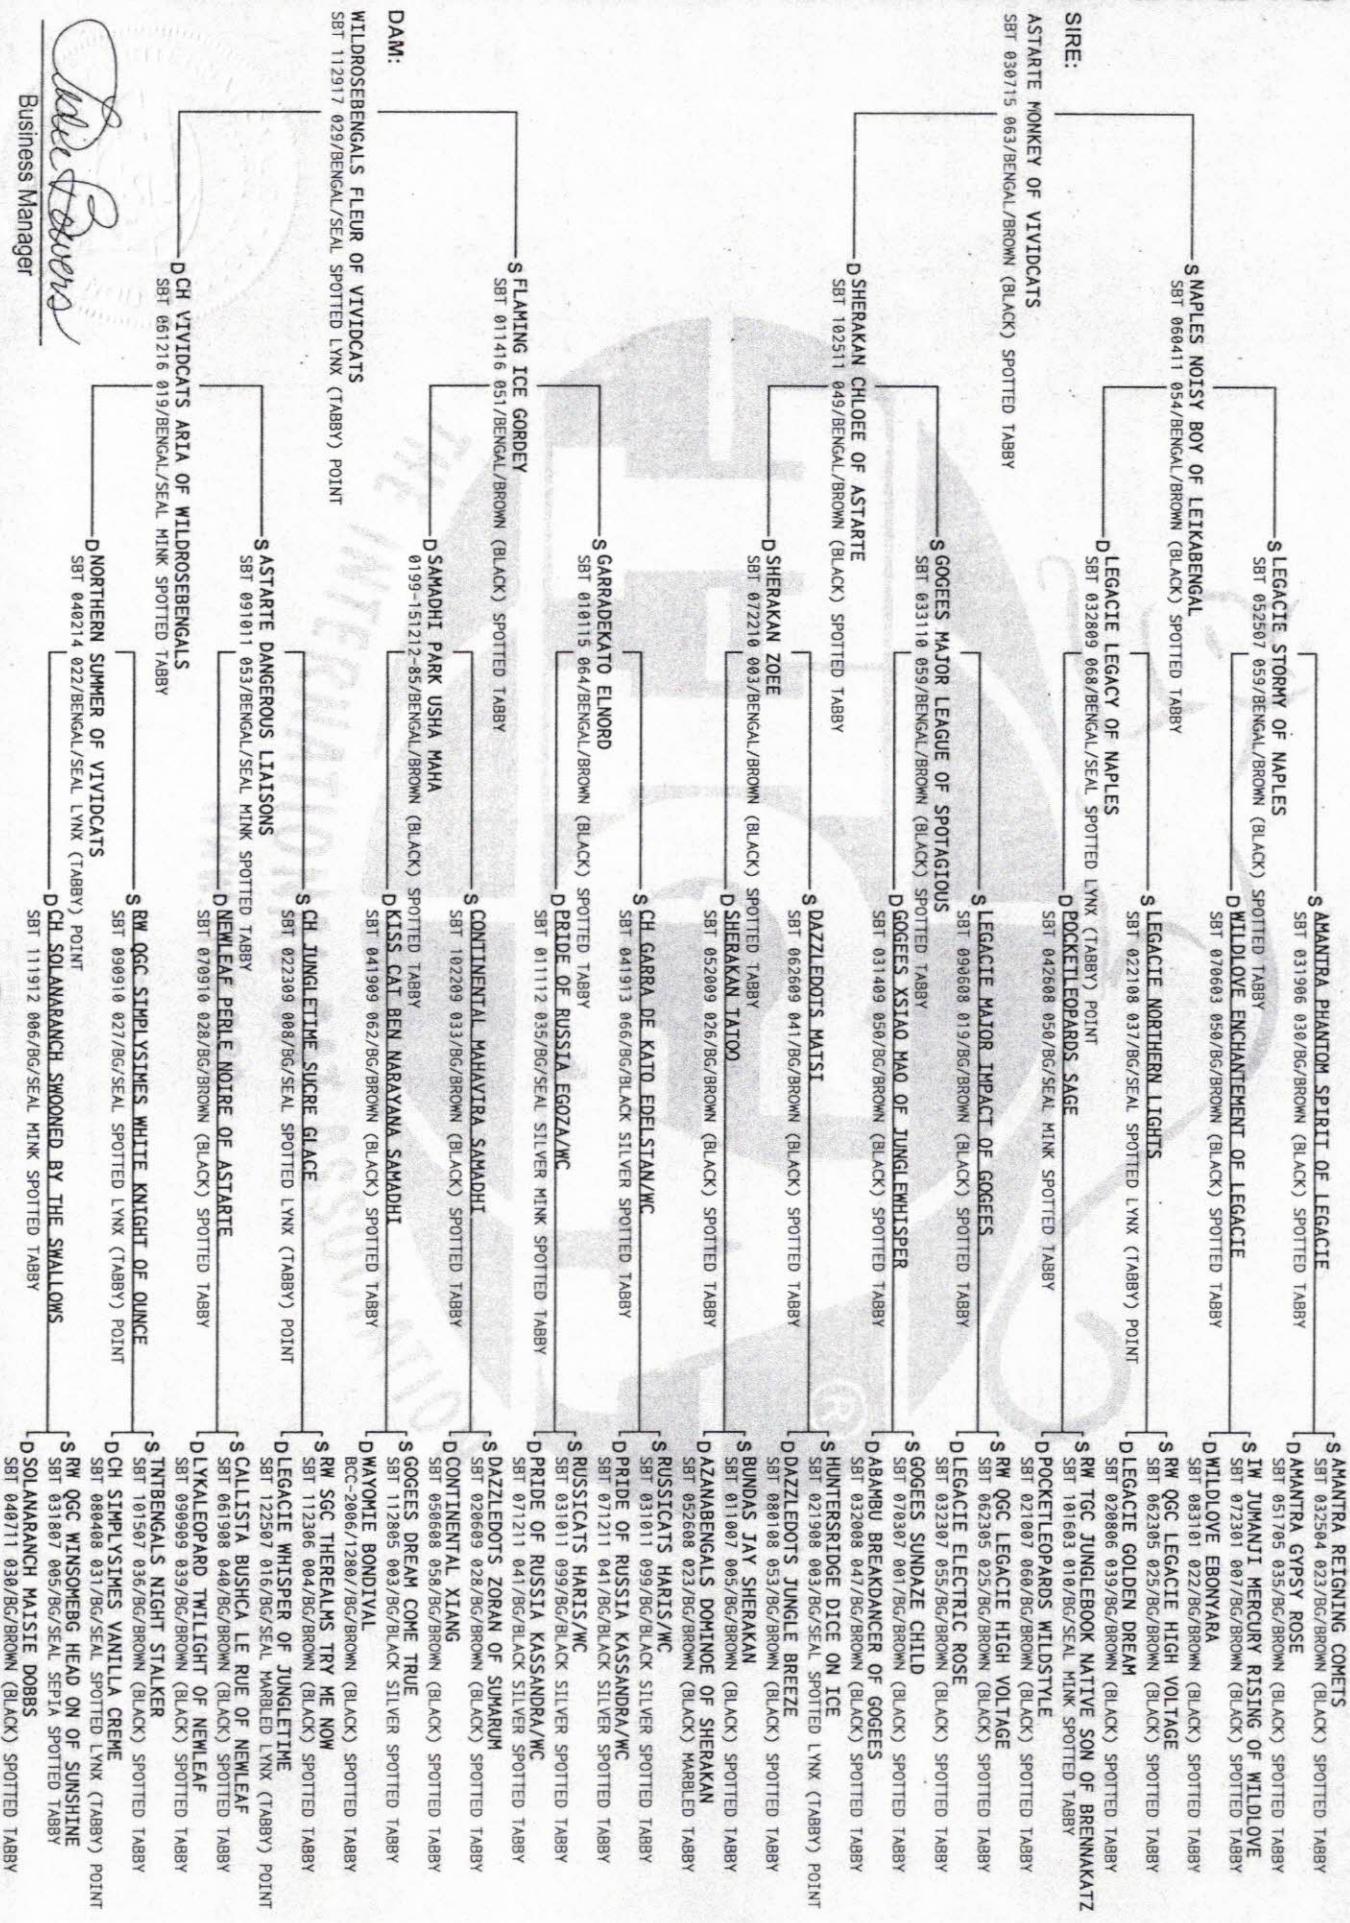 SIRE:
ASTARTE MONKEY OF VIVIDCATS
SBT 030715 063/BENGAL/BROWN (BLACK) SPOTTED TABBY
DAM:
WILDROSEBENGALS FLEUR OF VIVIDCATS
SBT 112917 029/BENGAL/SEAL SPOTTED LYNX (TABBY) POINT
S NAPLES NOISY BOY OF LEIKABENGAL
SBT 060411 054/BENGAL/BROWN (BLACK) SPOTTED TABBY
D SHERAKAN CHLOEE OF ASTARTE
SBT 102511 049/BENGAL/BROWN (BLACK) SPOTTED TABBY
S FLAMING ICE GORDEY
SBT 011416 051/BENGAL/BROWN (BLACK) SPOTTED TABBY
D CH VIVIDCATS ARIA OF WILDROSEBENGALS
SBT 061216 019/BENGAL/SEAL MINK SPOTTED TABBY
S LEGACIE STORMY OF NAPLES
SBT 052507 059/BENGAL/BROWN (BLACK) SPOTTED TABBY
D LEGACIE LEGACY OF NAPLES
SBT 032809 068/BENGAL/SEAL SPOTTED LYNX (TABBY) POINT
S GOGEES MAJOR LEAGUE OF SPOTAGIOUS
SBT 033110 059/BENGAL/BROWN (BLACK) SPOTTED TABBY
D SHERAKAN ZOEE
SBT 072210 003/BENGAL/BROWN (BLACK) SPOTTED TABBY
S GARRADEKATO ELNORD
SBT 010115 064/BENGAL/BROWN (BLACK) SPOTTED TABBY
D SAMADHI PARK USHA MAHA
0199-151212-85/BENGAL/BROWN (BLACK) SPOTTED TABBY
S ASTARTE DANGEROUS LIAISONS
SBT 091011 053/BENGAL/SEAL MINK SPOTTED TABBY
D NORTHERN SUMMER OF VIVIDCATS
SBT 040214 022/BENGAL/SEAL LYNX (TABBY) POINT
S AMANTRA PHANTOM SPIRIT OF LEGACIE
SBT 031906 030/BG/BROWN (BLACK) SPOTTED TABBY
D WILDLOVE ENCHANTEMENT OF LEGACIE
SBT 070603 050/BG/BROWN (BLACK) SPOTTED TABBY
S LEGACIE NORTHERN LIGHTS
SBT 022108 037/BG/SEAL SPOTTED LYNX (TABBY) POINT
D POCKETLEOPARDS SAGE
SBT 042608 050/BG/SEAL MINK SPOTTED TABBY
S LEGACIE MAJOR IMPACT OF GOGEES
SBT 090608 019/BG/BROWN (BLACK) SPOTTED TABBY
D GOGEES XSIAO MAO OF JUNGLEWHISPER
SBT 031409 050/BG/BROWN (BLACK) SPOTTED TABBY
S DAZZLEDOTS MATSI
SBT 062609 041/BG/BROWN (BLACK) SPOTTED TABBY
D SHERAKAN TATOO
SBT 052009 026/BG/BROWN (BLACK) SPOTTED TABBY
S CH GARRA DE KATO EDELSTAN/WC
SBT 041913 066/BG/BLACK SILVER SPOTTED TABBY
D PRIDE OF RUSSIA EGOZA/WC
SBT 011112 035/BG/SEAL SILVER MINK SPOTTED TABBY
S CONTINENTAL MAHAVIRA SAMADHI
SBT 102209 033/BG/BROWN (BLACK) SPOTTED TABBY
D KISS CAT BEN NARAYANA SAMADHI
SBT 041909 062/BG/BROWN (BLACK) SPOTTED TABBY
S CH JUNGLETIME SUCRE GLACE
SBT 022309 008/BG/SEAL SPOTTED LYNX (TABBY) POINT
D NEWLEAF PERLE NOIRE OF ASTARTE
SBT 070910 028/BG/BROWN (BLACK) SPOTTED TABBY
S RW QGC SIMPLYSIMES WHITE KNIGHT OF OUNCE
SBT 090910 027/BG/SEAL SPOTTED LYNX (TABBY) POINT
D CH SOLANARANCH SWOONED BY THE SWALLOWS
SBT 111912 006/BG/SEAL MINK SPOTTED TABBY
S AMANTRA REIGNING COMETS
SBT 032504 023/BG/BROWN (BLACK) SPOTTED TABBY
D AMANTRA GYPSY ROSE
SBT 051705 035/BG/BROWN (BLACK) SPOTTED TABBY
S IW JUMANJI MERCURY RISING OF WILDLOVE
SBT 072301 007/BG/BROWN (BLACK) SPOTTED TABBY
D WILDLOVE EBONYARA
SBT 083101 022/BG/BROWN (BLACK) SPOTTED TABBY
S RW QGC LEGACIE HIGH VOLTAGE
SBT 062305 025/BG/BROWN (BLACK) SPOTTED TABBY
D LEGACIE GOLDEN DREAM
SBT 020806 039/BG/BROWN (BLACK) SPOTTED TABBY
S RW TGC JUNGLEBOOK NATIVE SON OF BRENNAKATZ
SBT 101603 010/BG/SEAL MINK SPOTTED TABBY
D POCKETLEOPARDS WILDSTYLE
SBT 021007 060/BG/BROWN (BLACK) SPOTTED TABBY
S RW QGC LEGACIE HIGH VOLTAGE
SBT 062305 025/BG/BROWN (BLACK) SPOTTED TABBY
D LEGACIE ELECTRIC ROSE
SBT 032307 055/BG/BROWN (BLACK) SPOTTED TABBY
S GOGEES SUNDAZE CHILD
SBT 070307 001/BG/BROWN (BLACK) SPOTTED TABBY
D ABAMBU BREAKDANCER OF GOGEES
SBT 032008 047/BG/BROWN (BLACK) SPOTTED TABBY
S HUNTERSRIDGE DICE ON ICE
SBT 021908 003/BG/SEAL SPOTTED LYNX (TABBY) POINT
D DAZZLEDOTS JUNGLE BREEZE
SBT 080108 053/BG/BROWN (BLACK) SPOTTED TABBY
S BUNDAS JAY SHERAKAN
SBT 011007 005/BG/BROWN (BLACK) SPOTTED TABBY
D AZANABENGALS DOMINOE OF SHERAKAN
SBT 052608 023/BG/BROWN (BLACK) MARBLED TABBY
S RUSSICATS HARIS/WC
SBT 031011 099/BG/BLACK SILVER SPOTTED TABBY
D PRIDE OF RUSSIA KASSANDRA/WC
SBT 071211 041/BG/BLACK SILVER SPOTTED TABBY
S RUSSICATS HARIS/WC
SBT 031011 099/BG/BLACK SILVER SPOTTED TABBY
D PRIDE OF RUSSIA KASSANDRA/WC
SBT 071211 041/BG/BLACK SILVER SPOTTED TABBY
S DAZZLEDOTS ZORAN OF SUMARUM
SBT 020609 028/BG/BROWN (BLACK) SPOTTED TABBY
D CONTINENTAL XIANG
SBT 050608 058/BG/BROWN (BLACK) SPOTTED TABBY
S GOGEES DREAM COME TRUE
SBT 112805 003/BG/BLACK SILVER SPOTTED TABBY
D WAYOMIE BONDIVAL
BCC-2006/1280//BG/BROWN (BLACK) SPOTTED TABBY
S RW SGC THEREALMS TRY ME NOW
SBT 112306 004/BG/BROWN (BLACK) SPOTTED TABBY
D LEGACIE WHISPER OF JUNGLETIME
SBT 122507 016/BG/SEAL MARBLED LYNX (TABBY) POINT
S CALLISTA BUSHCA LE RUE OF NEWLEAF
SBT 061908 040/BG/BROWN (BLACK) SPOTTED TABBY
D LYKALEOPARD TWILIGHT OF NEWLEAF
SBT 090909 039/BG/BROWN (BLACK) SPOTTED TABBY
S TNTBENGALS NIGHT STALKER
SBT 101507 036/BG/BROWN (BLACK) SPOTTED TABBY
D CH SIMPLYSIMES VANILLA CREME
SBT 080408 031/BG/SEAL SPOTTED LYNX (TABBY) POINT
S RW QGC WINSOMEBG HEAD ON OF SUNSHINE
SBT 031807 005/BG/SEAL SEPIA SPOTTED TABBY
D SOLANARANCH MAISIE DOBBS
SBT 040711 030/BG/BROWN (BLACK) SPOTTED TABBY
Leslie Bowers
Business Manager
TICA ®
THE INTERNATIONAL CAT ASSOCIATION